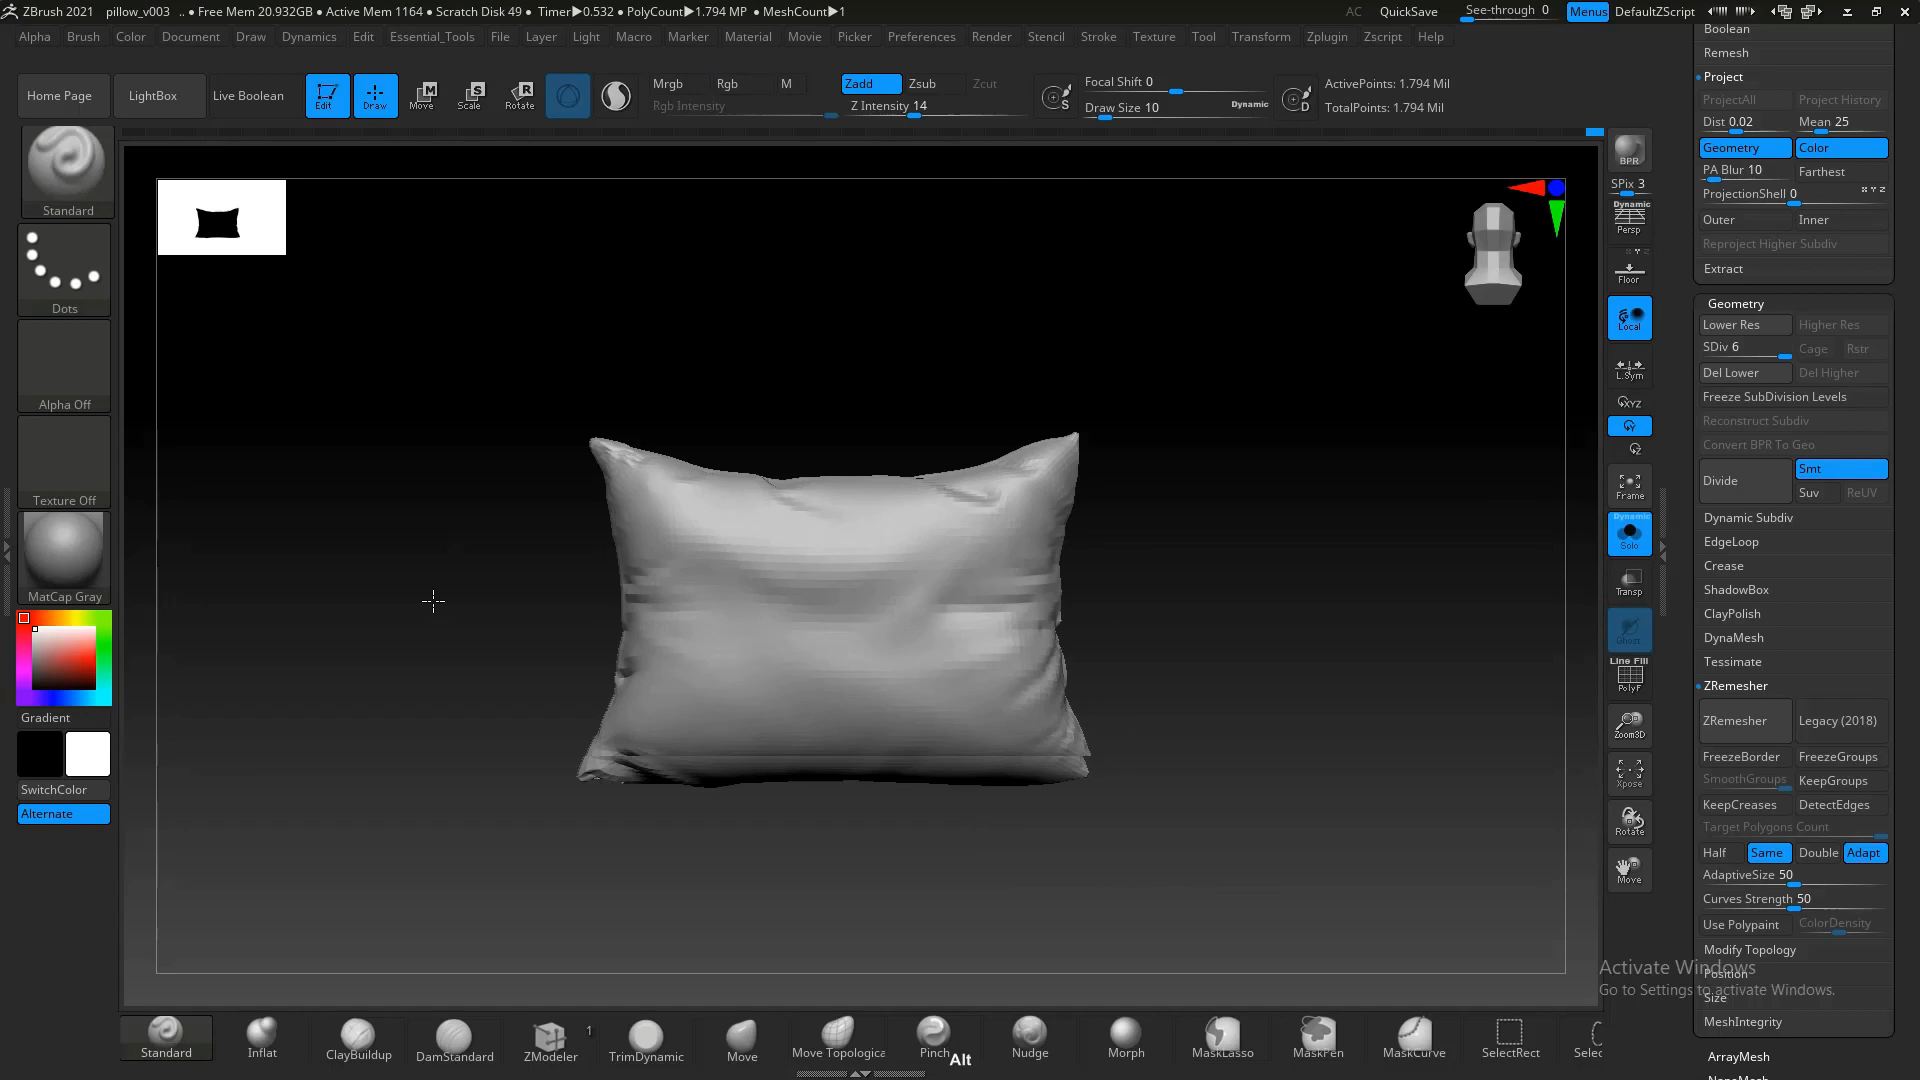 ZBrush 2021 pillow_v003 .. ● Free Mem 20.932GB ● Active Mem 1164 ● Scratch Disk 49 ● Timer▶0.532 ● PolyCount▶1.794 MP ● MeshCount▶1 AC QuickSave See-through 0 Menus DefaultZScript
Alpha Brush Color Document Draw Dynamics Edit Essential_Tools File Layer Light Macro Marker Material Movie Picker Preferences Render Stencil Stroke Texture Tool Transform Zplugin Zscript Help
Home Page LightBox Live Boolean Edit Draw Move Scale Rotate
Mrgb Rgb M Zadd Zsub Zcut Focal Shift 0 ActivePoints: 1.794 Mil
Rgb Intensity Z Intensity 14 Draw Size 10 Dynamic TotalPoints: 1.794 Mil
Standard
Dots
Alpha Off
Texture Off
MatCap Gray
Gradient
SwitchColor
Alternate
BPR
SPix 3
Dynamic
Persp
Floor
Local
L.Sym
XYZ
Y
Z
Frame
Dynamic
Solo
Transp
Ghost
Line Fill
PolyF
Zoom3D
Xpose
Rotate
Move
Boolean
Remesh
Project
ProjectAll Project History
Dist 0.02 Mean 25
Geometry Color
PA Blur 10 Farthest
ProjectionShell 0
Outer Inner
Reproject Higher Subdiv
Extract
Geometry
Lower Res Higher Res
SDiv 6 Cage Rstr
Del Lower Del Higher
Freeze SubDivision Levels
Reconstruct Subdiv
Convert BPR To Geo
Divide Smt
Suv ReUV
Dynamic Subdiv
EdgeLoop
Crease
ShadowBox
ClayPolish
DynaMesh
Tessimate
ZRemesher
ZRemesher Legacy (2018)
FreezeBorder FreezeGroups
SmoothGroups KeepGroups
KeepCreases DetectEdges
Target Polygons Count
Half Same Double Adapt
AdaptiveSize 50
Curves Strength 50
Use Polypaint ColorDensity
Modify Topology
Activate Windows
Position
Go to Settings to activate Windows.
Size
MeshIntegrity
ArrayMesh
Standard Inflat ClayBuildup DamStandard ZModeler 1 TrimDynamic Move Move Topologica Pinch Alt Nudge Morph MaskLasso MaskPen MaskCurve SelectRect Selec